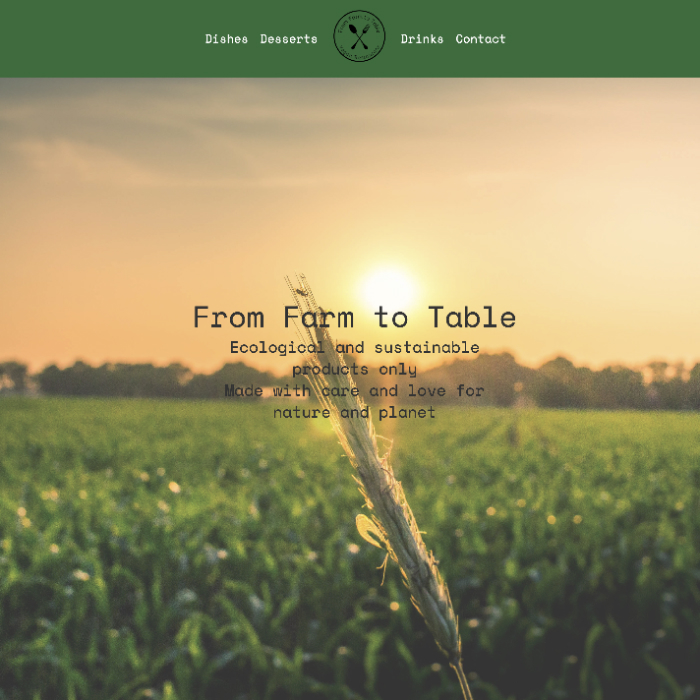 Dishes Desserts Drinks Contact
From Farm to Table
Ecological and sustainable
products only
Made with care and love for
nature and planet